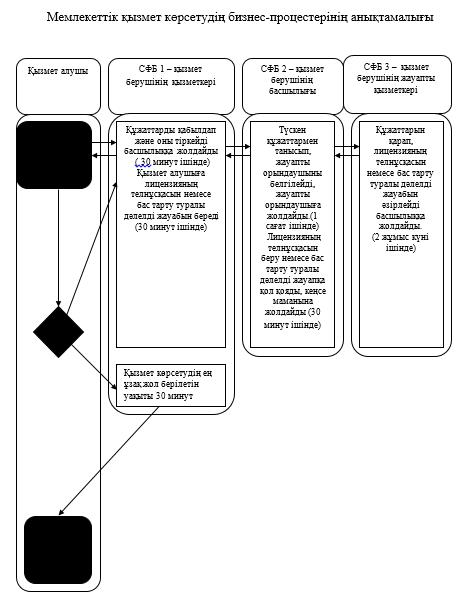 Мемлекеттік қызмет көрсетудің бизнес-процестерінің анықтамалығы
Қызмет алушы
СФБ 1 – қызмет
берушінің қызметкері
СФБ 2 – қызмет
берушінің
басшылығы
СФБ 3 – қызмет
берушінің жауапты
қызметкері
Құжаттарды қабылдап
және оны тіркейді
басшылыққа жолдайды
( 30 минут ішінде)
Қызмет алушыға
лицензияның
телнұсқасын немесе
бас тарту туралы
дәлелді жауабын береді
(30 минут ішінде)
Түскен
құжаттармен
танысып,
жауапты
орындаушыны
белгілейді,
жауапты
орындаушыға
жолдайды.(1
сағат ішінде)
Лицензияның
телнұсқасын
беру немесе бас
тарту туралы
дәлелді жауапқа
қол қояды, кеңсе
маманына
жолдайды (30
минут ішінде)
Құжаттарын
қарап,
лицензияның
телнұсқасын
немесе бас тарту
туралы дәлелді
жауабын
әзірлейді
басшылыққа
жолдайды.
(2 жұмыс күні
ішінде)
Қызмет көрсетудің ең
ұзақ жол берілетін
уақыты 30 минут